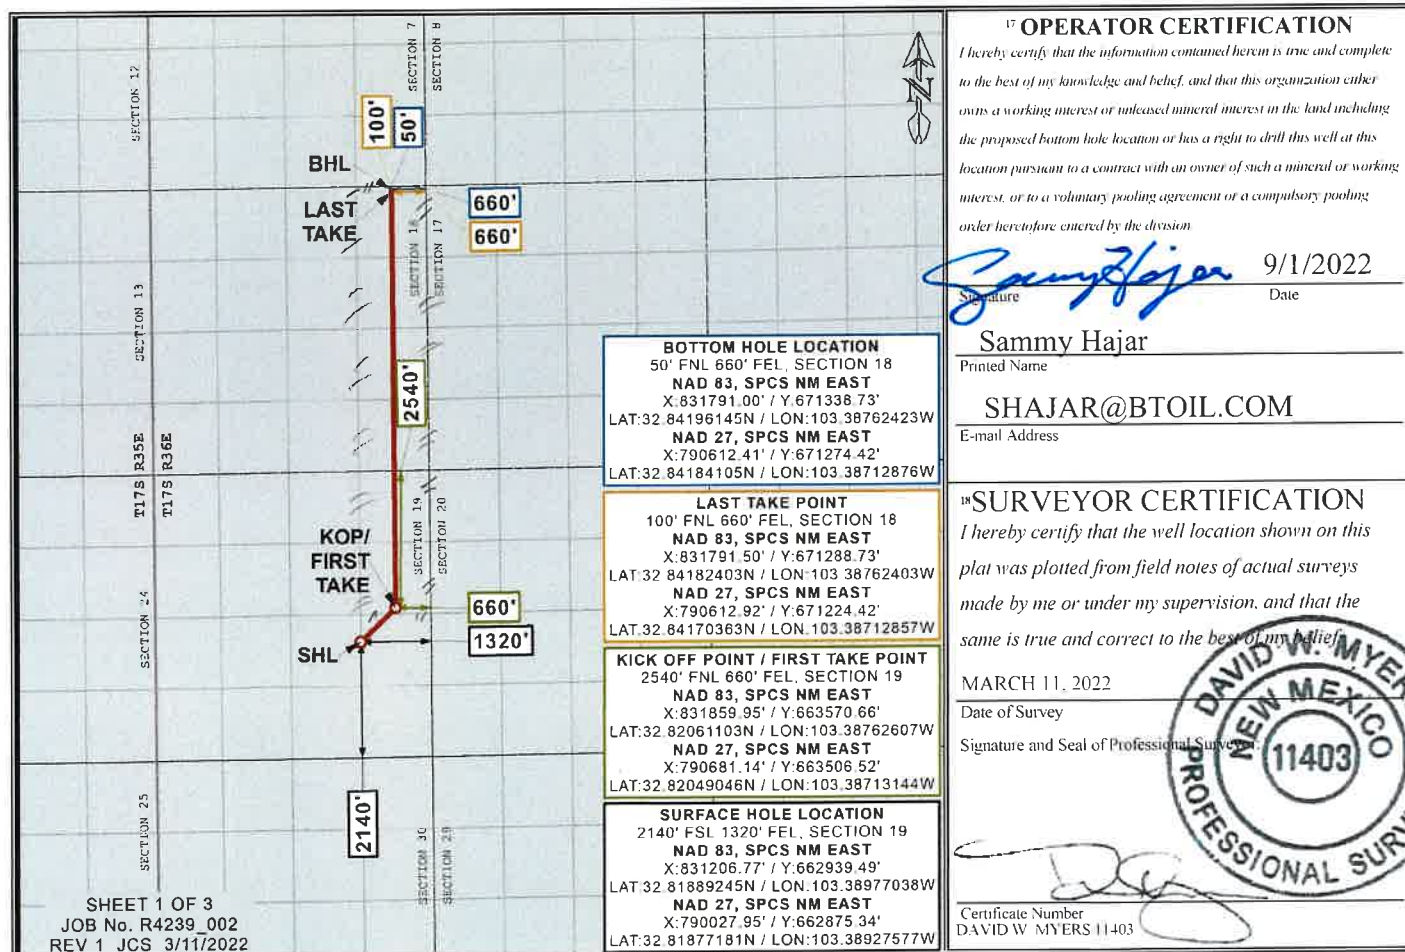 SECTION 12
SECTION 7
SECTION 8
100'
50'
BHL
LAST
TAKE
660'
660'
SECTION 13
SECTION 18
SECTION 17
N
2540'
T17S R35E
T17S R36E
SECTION 19
SECTION 20
KOP/
FIRST
TAKE
SECTION 24
660'
1320'
SHL
2140'
SECTION 25
SECTION 30
SECTION 29
SHEET 1 OF 3
JOB No. R4239_002
REV 1 JCS 3/11/2022
BOTTOM HOLE LOCATION
50' FNL 660' FEL, SECTION 18
NAD 83, SPCS NM EAST
X:831791.00' / Y:671338.73'
LAT:32.84196145N / LON:103.38762423W
NAD 27, SPCS NM EAST
X:790612.41' / Y:671274.42'
LAT:32.84184105N / LON:103.38712876W
LAST TAKE POINT
100' FNL 660' FEL, SECTION 18
NAD 83, SPCS NM EAST
X:831791.50' / Y:671288.73'
LAT:32.84182403N / LON:103.38762403W
NAD 27, SPCS NM EAST
X:790612.92' / Y:671224.42'
LAT:32.84170363N / LON:103.38712857W
KICK OFF POINT / FIRST TAKE POINT
2540' FNL 660' FEL, SECTION 19
NAD 83, SPCS NM EAST
X:831859.95' / Y:663570.66'
LAT:32.82061103N / LON:103.38762607W
NAD 27, SPCS NM EAST
X:790681.14' / Y:663506.52'
LAT:32.82049046N / LON:103.38713144W
SURFACE HOLE LOCATION
2140' FSL 1320' FEL, SECTION 19
NAD 83, SPCS NM EAST
X:831206.77' / Y:662939.49'
LAT:32.81889245N / LON:103.38977038W
NAD 27, SPCS NM EAST
X:790027.95' / Y:662875.34'
LAT:32.81877181N / LON:103.38927577W
17 OPERATOR CERTIFICATION
I hereby certify that the information contained herein is true and complete
to the best of my knowledge and belief, and that this organization either
owns a working interest or unleased mineral interest in the land including
the proposed bottom hole location or has a right to drill this well at this
location pursuant to a contract with an owner of such a mineral or working
interest, or to a voluntary pooling agreement or a compulsory pooling
order heretofore entered by the division.
Sammy Hajar 9/1/2022
Signature Date
Sammy Hajar
Printed Name
SHAJAR@BTOIL.COM
E-mail Address
18 SURVEYOR CERTIFICATION
I hereby certify that the well location shown on this
plat was plotted from field notes of actual surveys
made by me or under my supervision, and that the
same is true and correct to the best of my belief.
MARCH 11, 2022
Date of Survey
Signature and Seal of Professional Surveyor:
DAVID W. MYER
NEW MEXICO
11403
PROFESSIONAL SURV
Certificate Number
DAVID W MYERS 11403